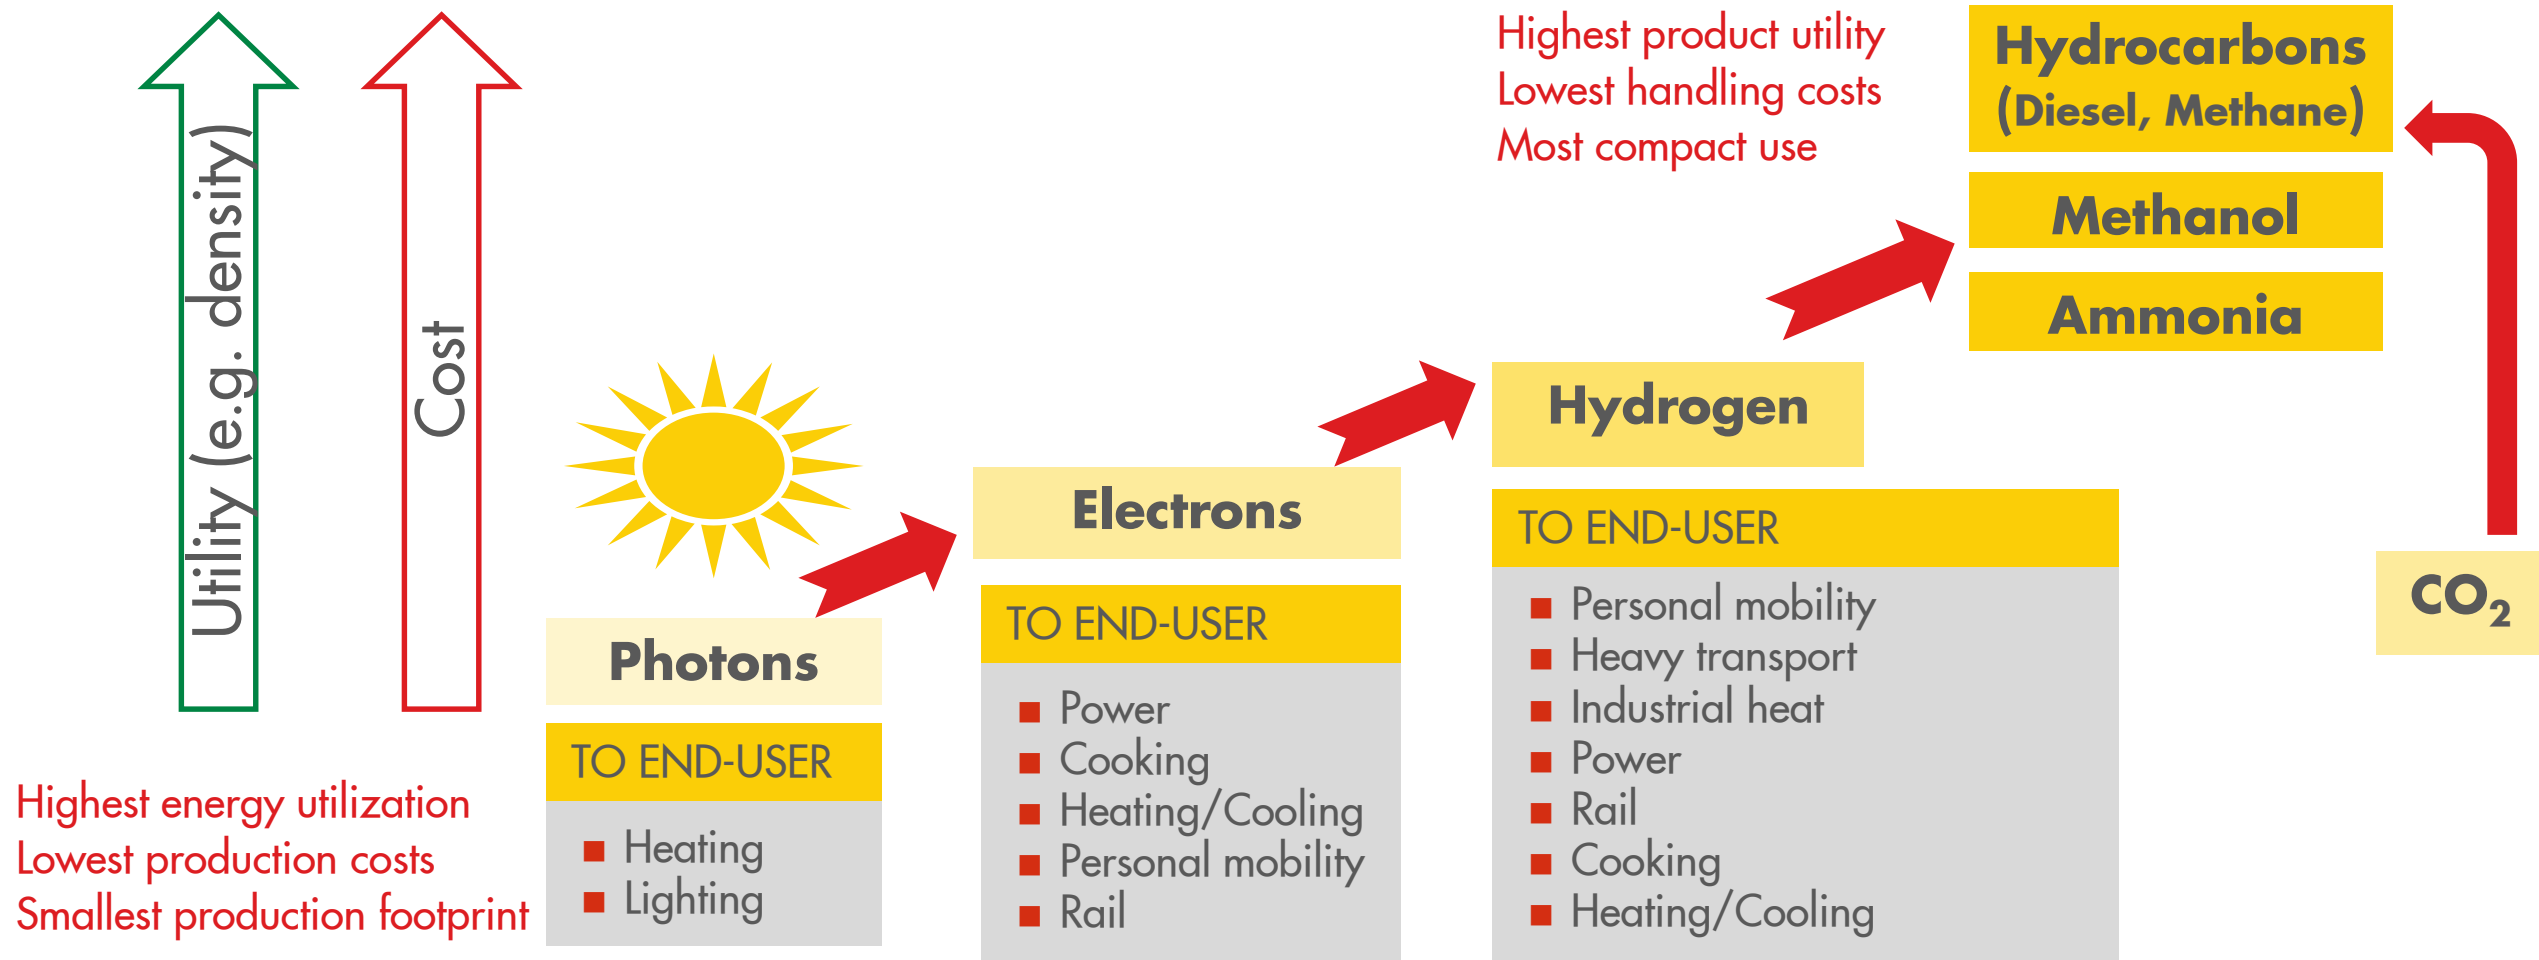 Utility (e.g. density)
Cost
Highest energy utilization
Lowest production costs
Smallest production footprint
Photons
TO END-USER
Heating
Lighting
Electrons
TO END-USER
Power
Cooking
Heating/Cooling
Personal mobility
Rail
Hydrogen
TO END-USER
Personal mobility
Heavy transport
Industrial heat
Power
Rail
Cooking
Heating/Cooling
Highest product utility
Lowest handling costs
Most compact use
Hydrocarbons
(Diesel, Methane)
Methanol
Ammonia
CO₂